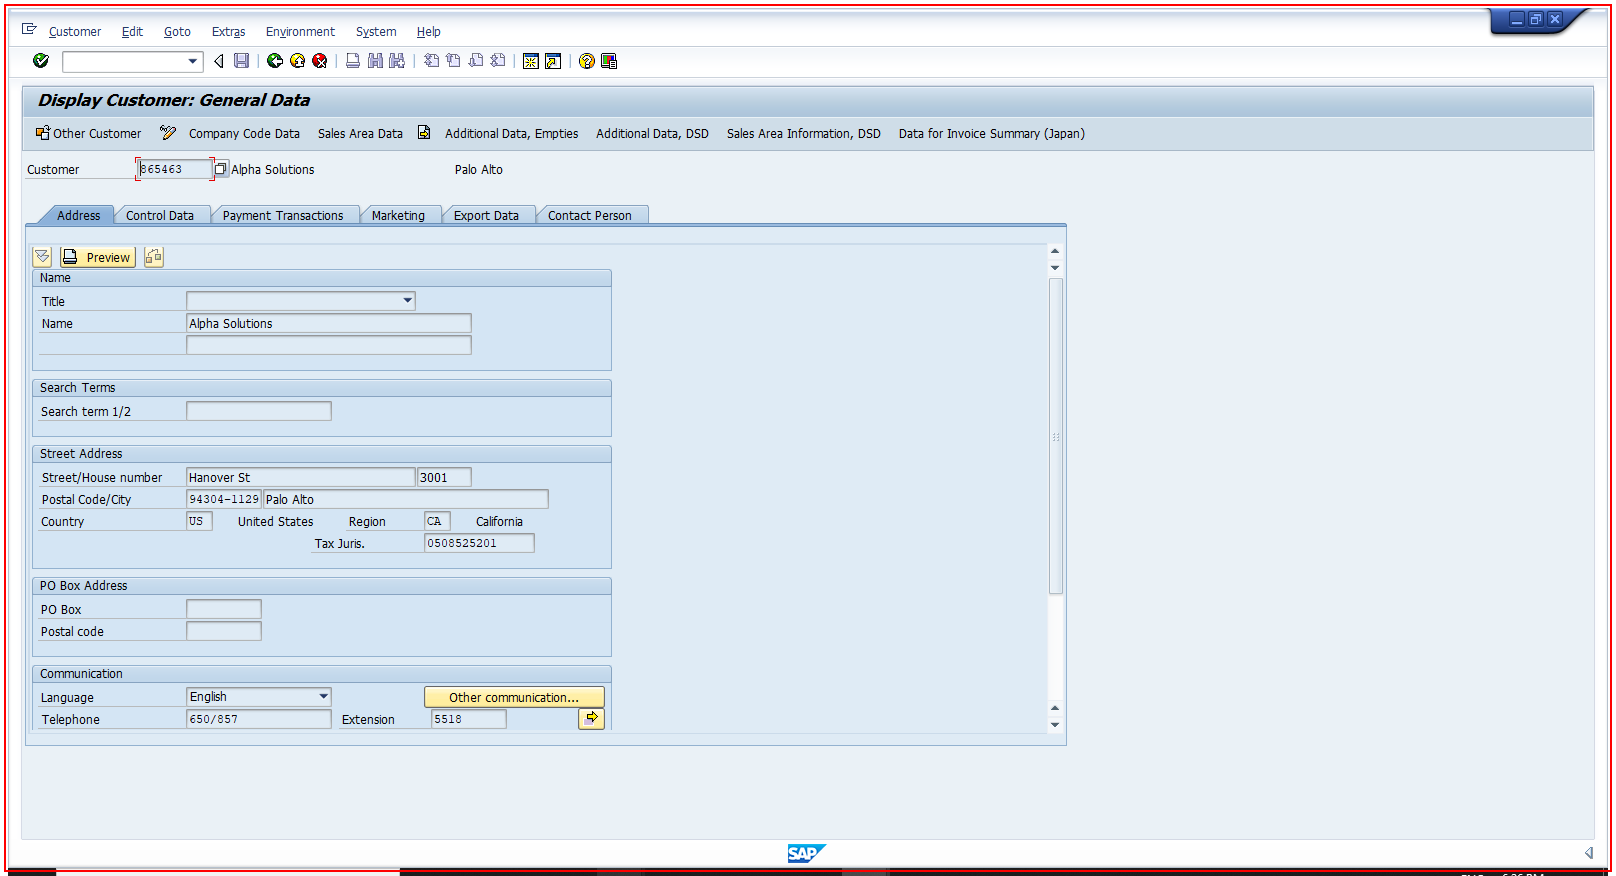 Customer Edit Goto Extras Environment System Help
Display Customer: General Data
Other Customer Company Code Data Sales Area Data Additional Data, Empties Additional Data, DSD Sales Area Information, DSD Data for Invoice Summary (Japan)
Customer 865463 Alpha Solutions Palo Alto
Address Control Data Payment Transactions Marketing Export Data Contact Person
Preview
Name
Title
Name Alpha Solutions
Search Terms
Search term 1/2
Street Address
Street/House number Hanover St 3001
Postal Code/City 94304-1129 Palo Alto
Country US United States Region CA California
Tax Juris. 0508525201
PO Box Address
PO Box
Postal code
Communication
Language English Other communication...
Telephone 650/857 Extension 5518
SAP